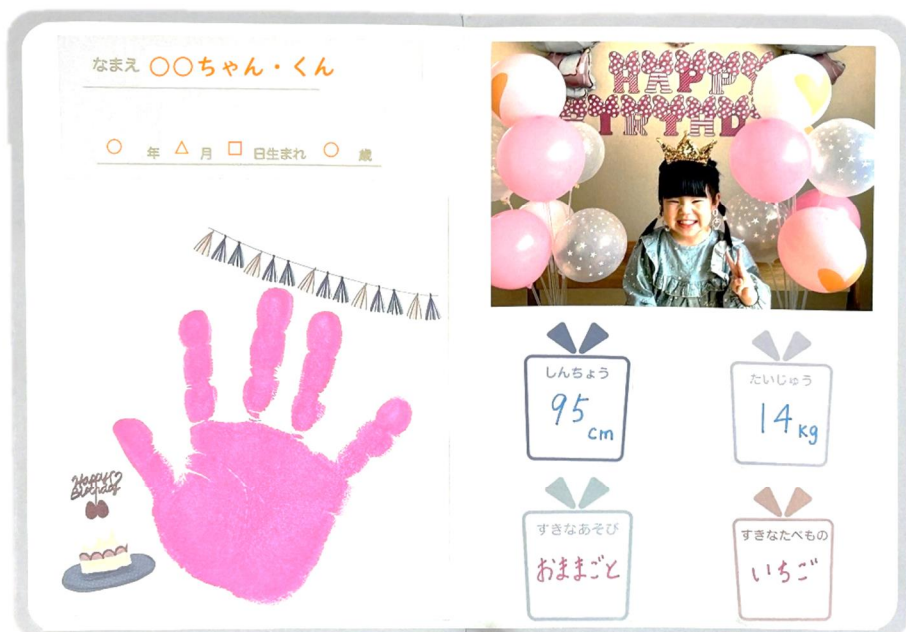 なまえ ○○ちゃん・くん
○ 年 △ 月 □ 日生まれ ○ 歳
HAPPY
BIRTHD
しんちょう
95
cm
たいじゅう
14 kg
Happy
Birthday
すきなあそび
おままごと
すきなたべもの
いちご